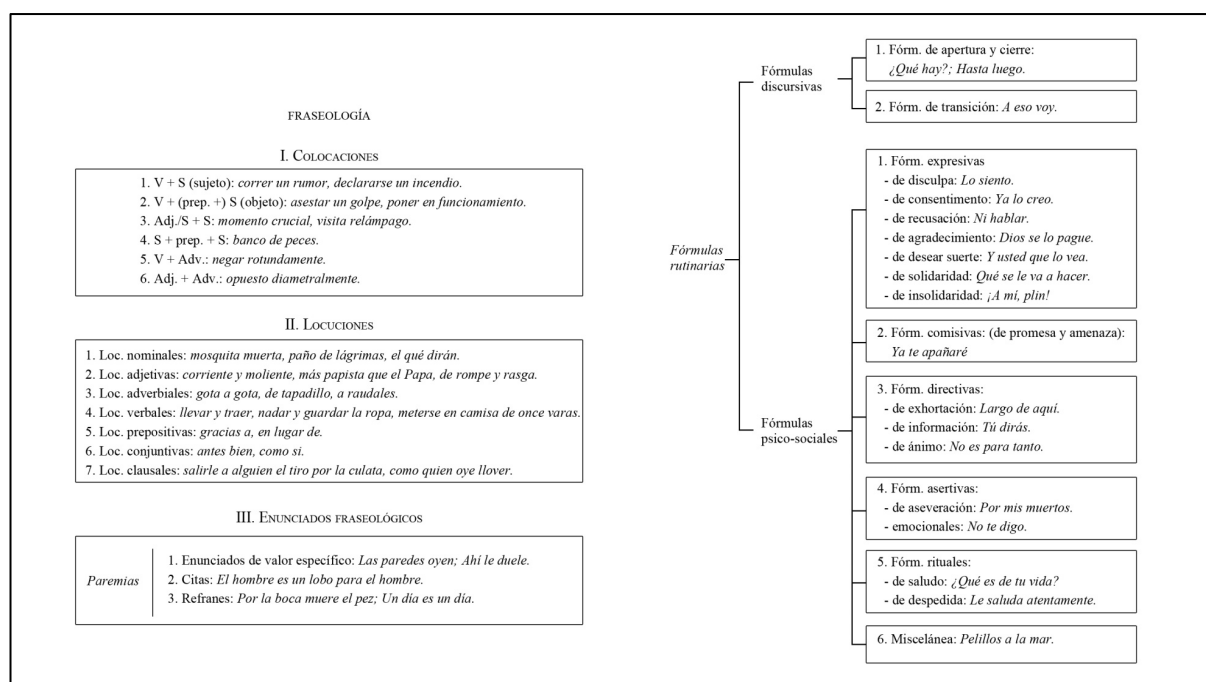 FRASEOLOGÍA
I. COLOCACIONES
1. V + S (sujeto): correr un rumor, declararse un incendio.
2. V + (prep. +) S (objeto): asestar un golpe, poner en funcionamiento.
3. Adj./S + S: momento crucial, visita relámpago.
4. S + prep. + S: banco de peces.
5. V + Adv.: negar rotundamente.
6. Adj. + Adv.: opuesto diametralmente.
II. LOCUCIONES
1. Loc. nominales: mosquita muerta, paño de lágrimas, el qué dirán.
2. Loc. adjetivas: corriente y moliente, más papista que el Papa, de rompe y rasga.
3. Loc. adverbiales: gota a gota, de tapadillo, a raudales.
4. Loc. verbales: llevar y traer, nadar y guardar la ropa, meterse en camisa de once varas.
5. Loc. prepositivas: gracias a, en lugar de.
6. Loc. conjuntivas: antes bien, como si.
7. Loc. clausales: salirle a alguien el tiro por la culata, como quien oye llover.
III. ENUNCIADOS FRASEOLÓGICOS
Paremias
1. Enunciados de valor específico: Las paredes oyen; Ahí le duele.
2. Citas: El hombre es un lobo para el hombre.
3. Refranes: Por la boca muere el pez; Un día es un día.
Fórmulas
rutinarias
Fórmulas
discursivas
1. Fórm. de apertura y cierre:
¿Qué hay?; Hasta luego.
2. Fórm. de transición: A eso voy.
Fórmulas
psico-sociales
1. Fórm. expresivas
- de disculpa: Lo siento.
- de consentimiento: Ya lo creo.
- de recusación: Ni hablar.
- de agradecimiento: Dios se lo pague.
- de desear suerte: Y usted que lo vea.
- de solidaridad: Qué se le va a hacer.
- de insolidaridad: ¡A mí, plin!
2. Fórm. comisivas: (de promesa y amenaza):
Ya te apañaré
3. Fórm. directivas:
- de exhortación: Largo de aquí.
- de información: Tú dirás.
- de ánimo: No es para tanto.
4. Fórm. asertivas:
- de aseveración: Por mis muertos.
- emocionales: No te digo.
5. Fórm. rituales:
- de saludo: ¿Qué es de tu vida?
- de despedida: Le saluda atentamente.
6. Miscelánea: Pelillos a la mar.